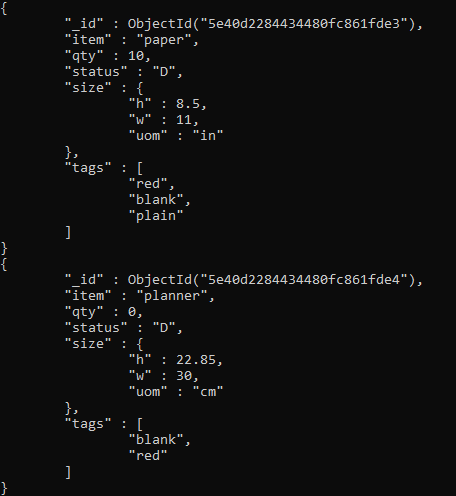 {
        "_id" : ObjectId("5e40d2284434480fc861fde3"),
        "item" : "paper",
        "qty" : 10,
        "status" : "D",
        "size" : {
                "h" : 8.5,
                "w" : 11,
                "uom" : "in"
        },
        "tags" : [
                "red",
                "blank",
                "plain"
        ]
}
{
        "_id" : ObjectId("5e40d2284434480fc861fde4"),
        "item" : "planner",
        "qty" : 0,
        "status" : "D",
        "size" : {
                "h" : 22.85,
                "w" : 30,
                "uom" : "cm"
        },
        "tags" : [
                "blank",
                "red"
        ]
}